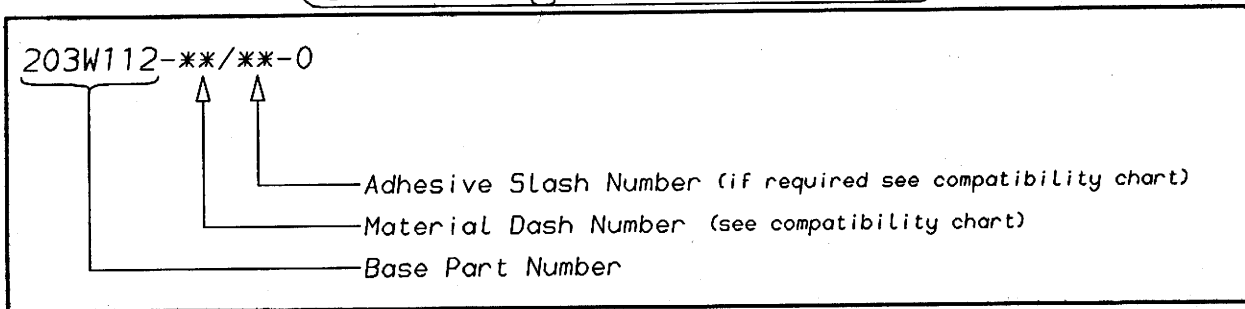 203W112-**/**-0
Adhesive Slash Number (if required see compatibility chart)
Material Dash Number (see compatibility chart)
Base Part Number